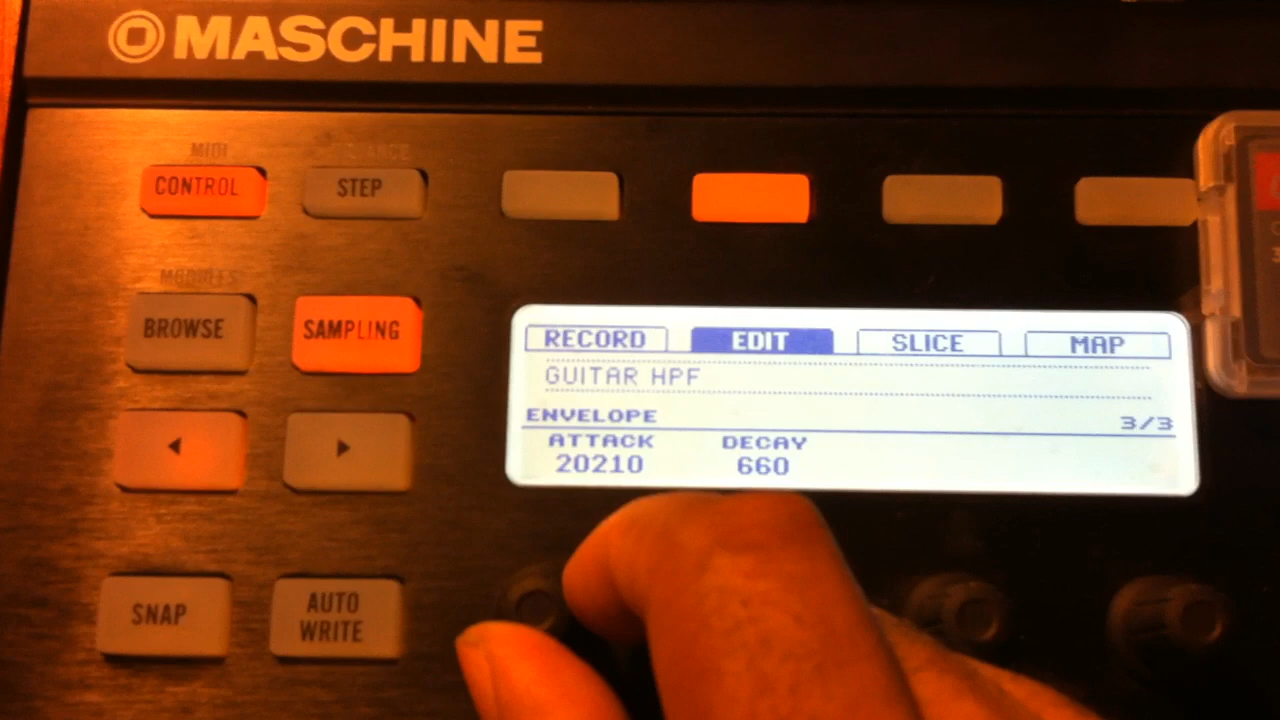 MASCHINE
MIDI
CONTROL
STEP
MODULES
BROWSE
SAMPLING
RECORD EDIT SLICE MAP
GUITAR HPF
ENVELOPE 3/3
ATTACK DECAY
20210 660
SNAP
AUTO
WRITE